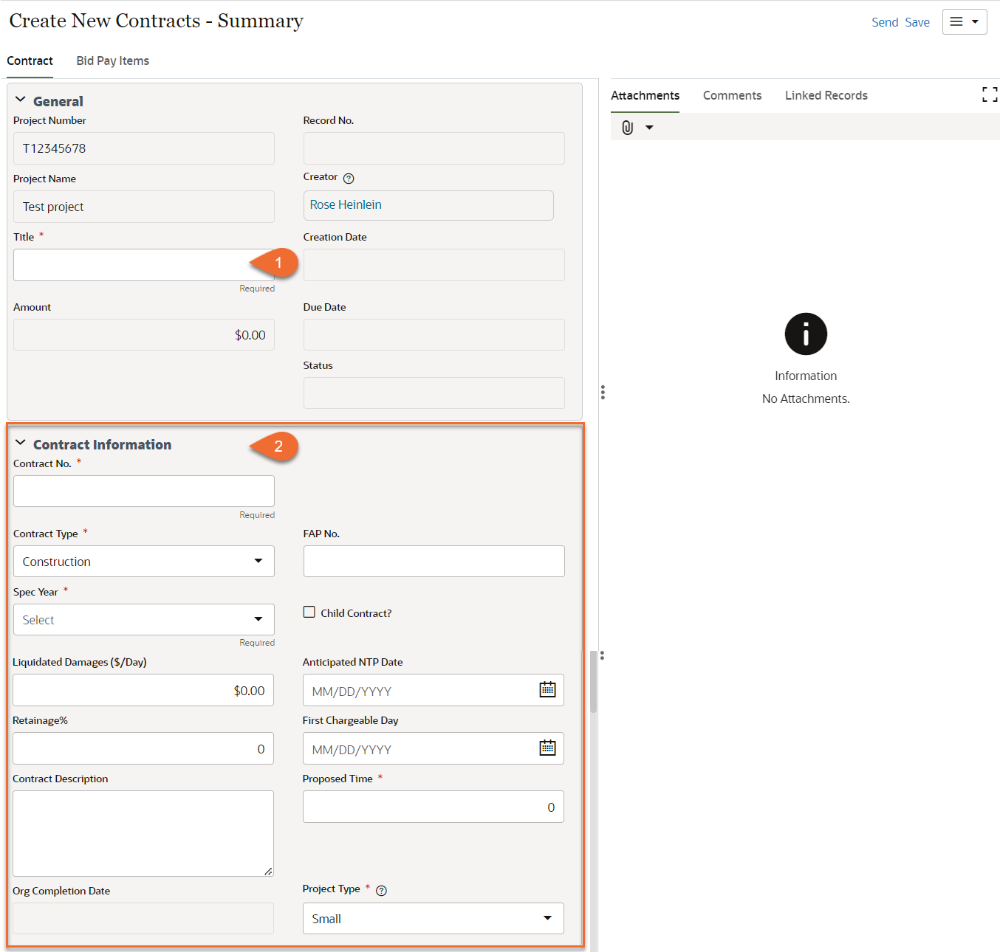 Create New Contracts - Summary
Send Save
Contract Bid Pay Items
Attachments Comments Linked Records
General
Project Number Record No.
T12345678
Project Name Creator ?
Test project Rose Heinlein
Title * Creation Date
1
Required
Amount Due Date
$0.00
Status
Information
No Attachments.
Contract Information 2
Contract No. *
Required
Contract Type * FAP No.
Construction
Spec Year *
Select Child Contract?
Required
Liquidated Damages ($/Day) Anticipated NTP Date
$0.00 MM/DD/YYYY
Retainage% First Chargeable Day
0 MM/DD/YYYY
Contract Description Proposed Time *
0
Org Completion Date Project Type * ?
Small